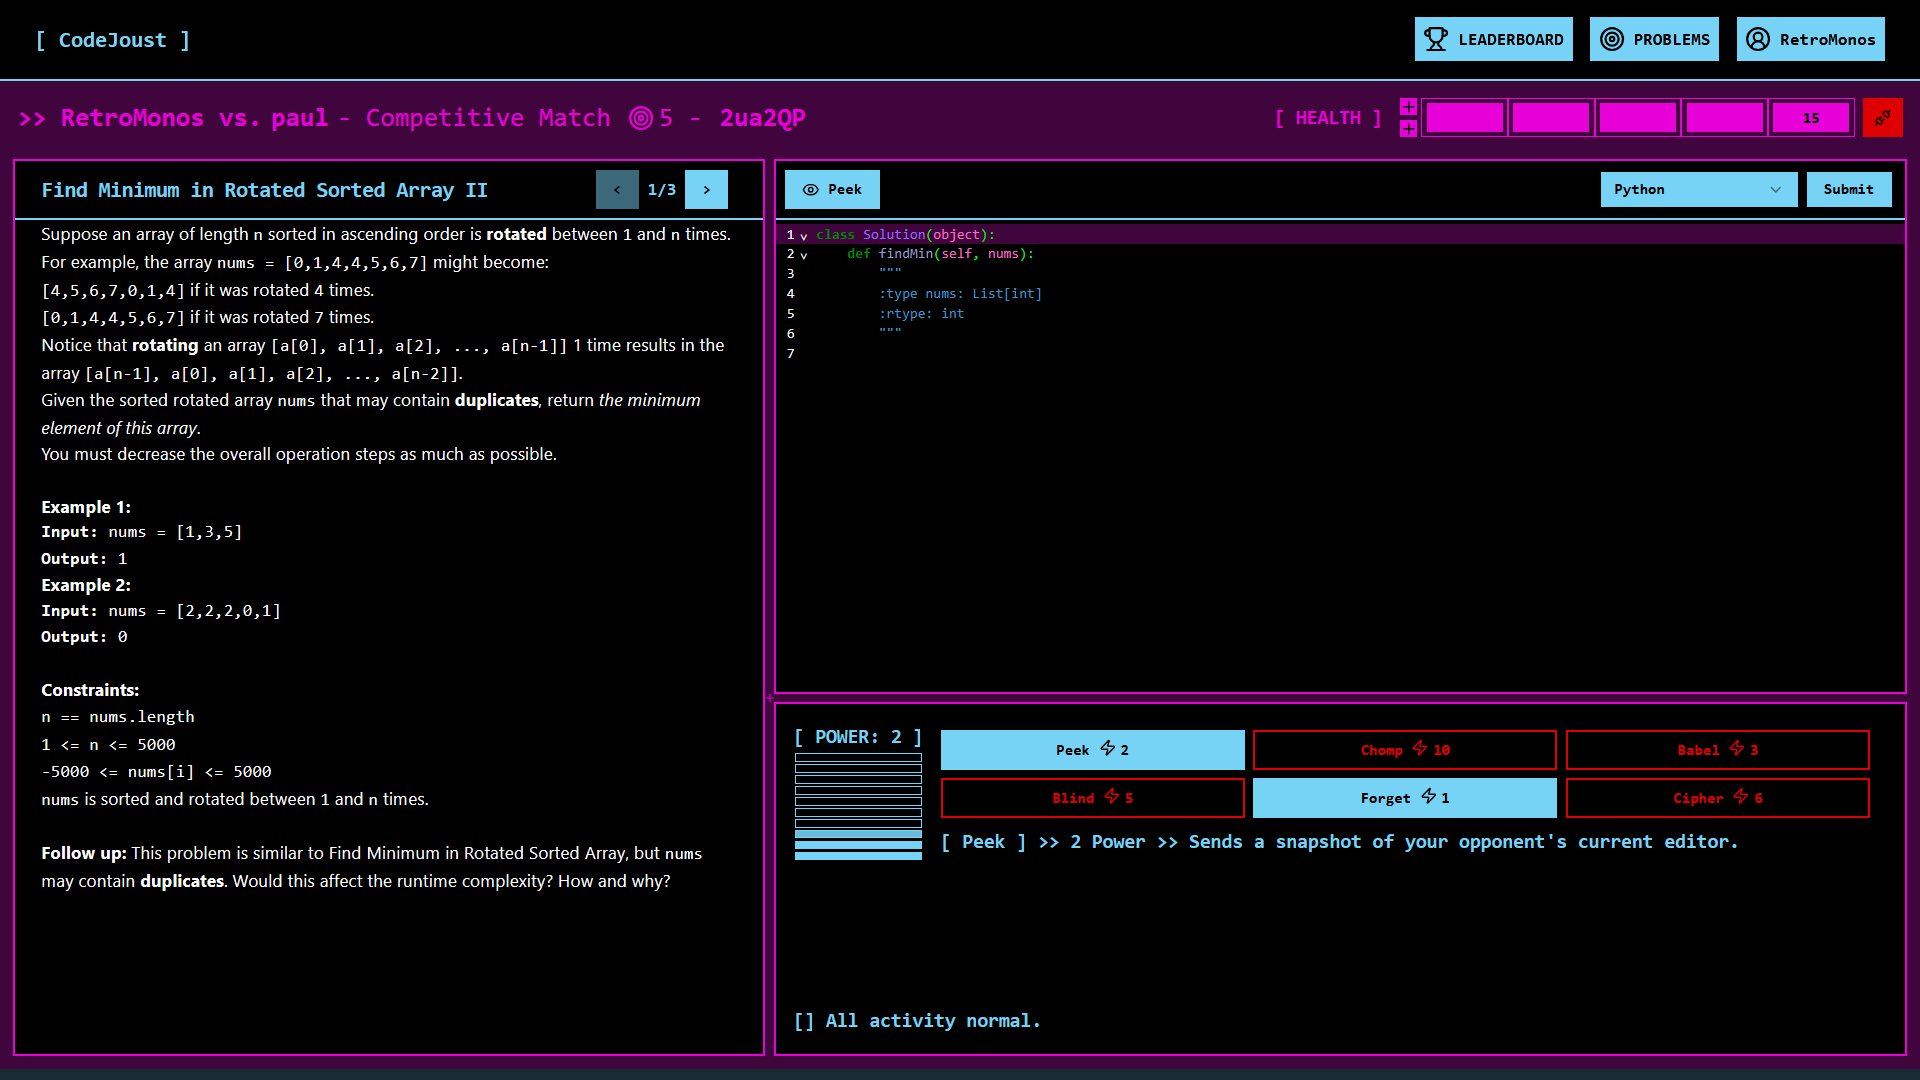 [ CodeJoust ]
LEADERBOARD
PROBLEMS
RetroMonos
>> RetroMonos vs. paul - Competitive Match 5 - 2ua2QP
[ HEALTH ]
+
+
15
Find Minimum in Rotated Sorted Array II
< 1/3 >
Suppose an array of length n sorted in ascending order is rotated between 1 and n times.
For example, the array nums = [0,1,4,4,5,6,7] might become:
[4,5,6,7,0,1,4] if it was rotated 4 times.
[0,1,4,4,5,6,7] if it was rotated 7 times.
Notice that rotating an array [a[0], a[1], a[2], ..., a[n-1]] 1 time results in the
array [a[n-1], a[0], a[1], a[2], ..., a[n-2]].
Given the sorted rotated array nums that may contain duplicates, return the minimum
element of this array.
You must decrease the overall operation steps as much as possible.
Example 1:
Input: nums = [1,3,5]
Output: 1
Example 2:
Input: nums = [2,2,2,0,1]
Output: 0
Constraints:
n == nums.length
1 <= n <= 5000
-5000 <= nums[i] <= 5000
nums is sorted and rotated between 1 and n times.
Follow up: This problem is similar to Find Minimum in Rotated Sorted Array, but nums
may contain duplicates. Would this affect the runtime complexity? How and why?
Peek
Python
Submit
1 class Solution(object):
2 def findMin(self, nums):
3 """
4 :type nums: List[int]
5 :rtype: int
6 """
7
[ POWER: 2 ]
Peek 2
Chomp 10
Babel 3
Blind 5
Forget 1
Cipher 6
[ Peek ] >> 2 Power >> Sends a snapshot of your opponent's current editor.
[] All activity normal.